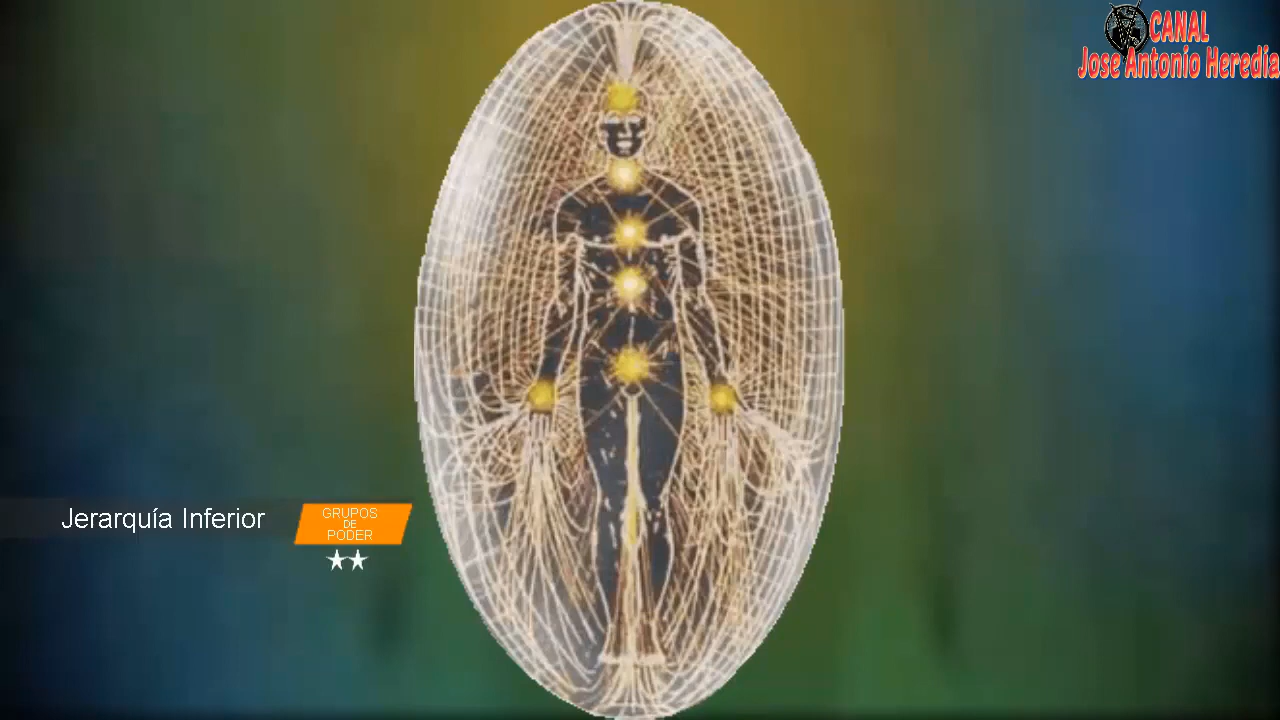 CANAL
Jose Antonio Heredia
Jerarquía Inferior
GRUPOS
DE
PODER